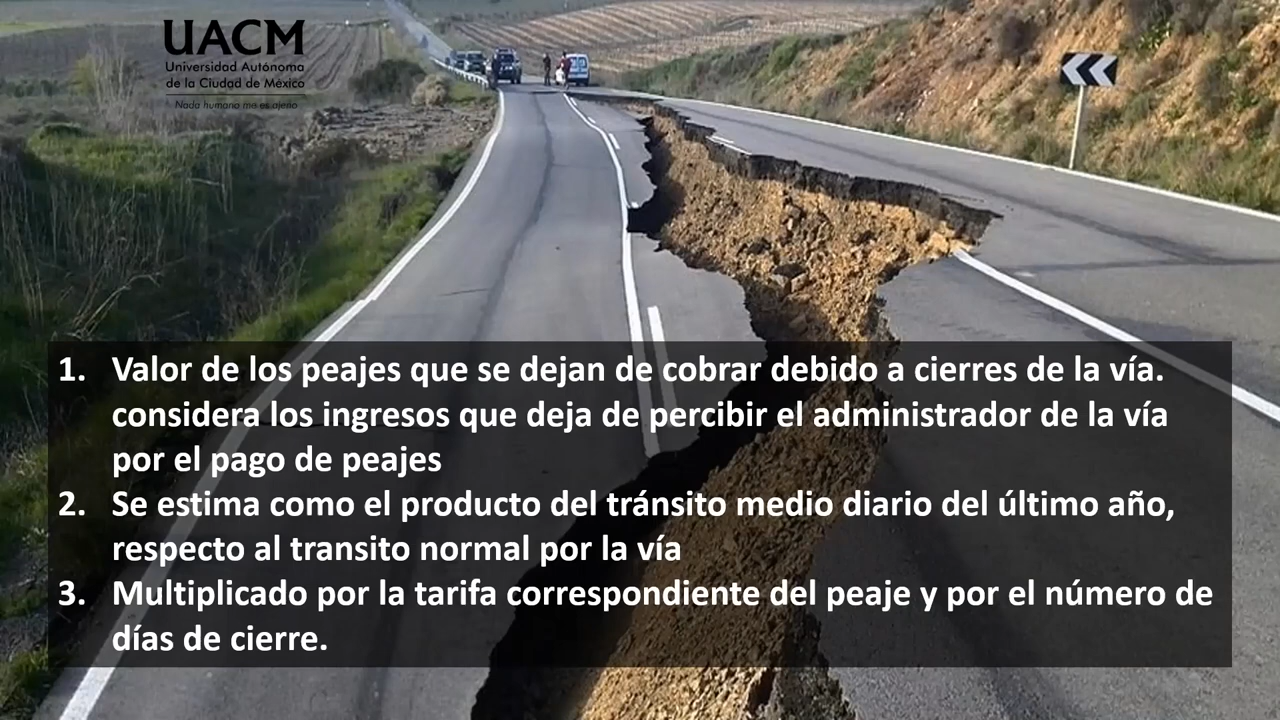 UACM
Universidad Autónoma
de la Ciudad de México
Nada humano me es ajeno
1. Valor de los peajes que se dejan de cobrar debido a cierres de la vía.
considera los ingresos que deja de percibir el administrador de la vía
por el pago de peajes
2. Se estima como el producto del tránsito medio diario del último año,
respecto al transito normal por la vía
3. Multiplicado por la tarifa correspondiente del peaje y por el número de
días de cierre.